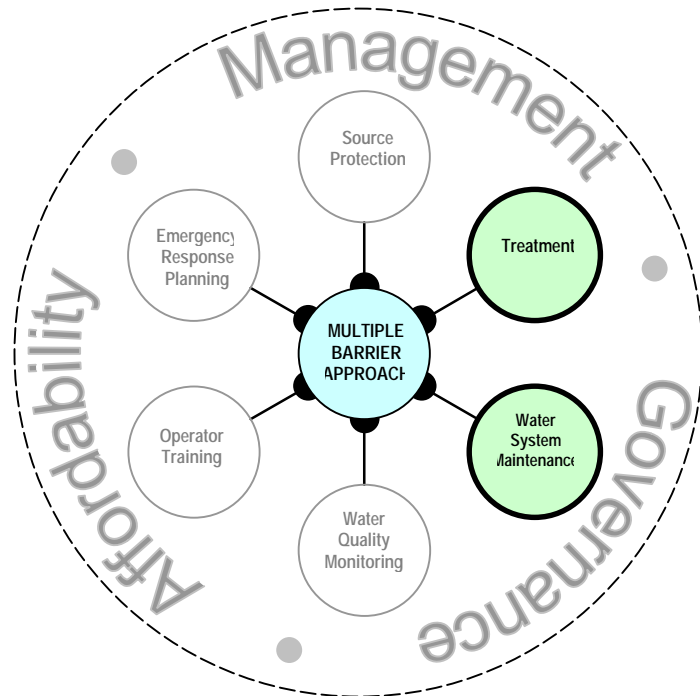 Management
Source
Protection
Emergency
Response
Planning
Treatment
MULTIPLE
BARRIER
APPROACH
Affordability
Governance
Operator
Training
Water
System
Maintenance
Water
Quality
Monitoring